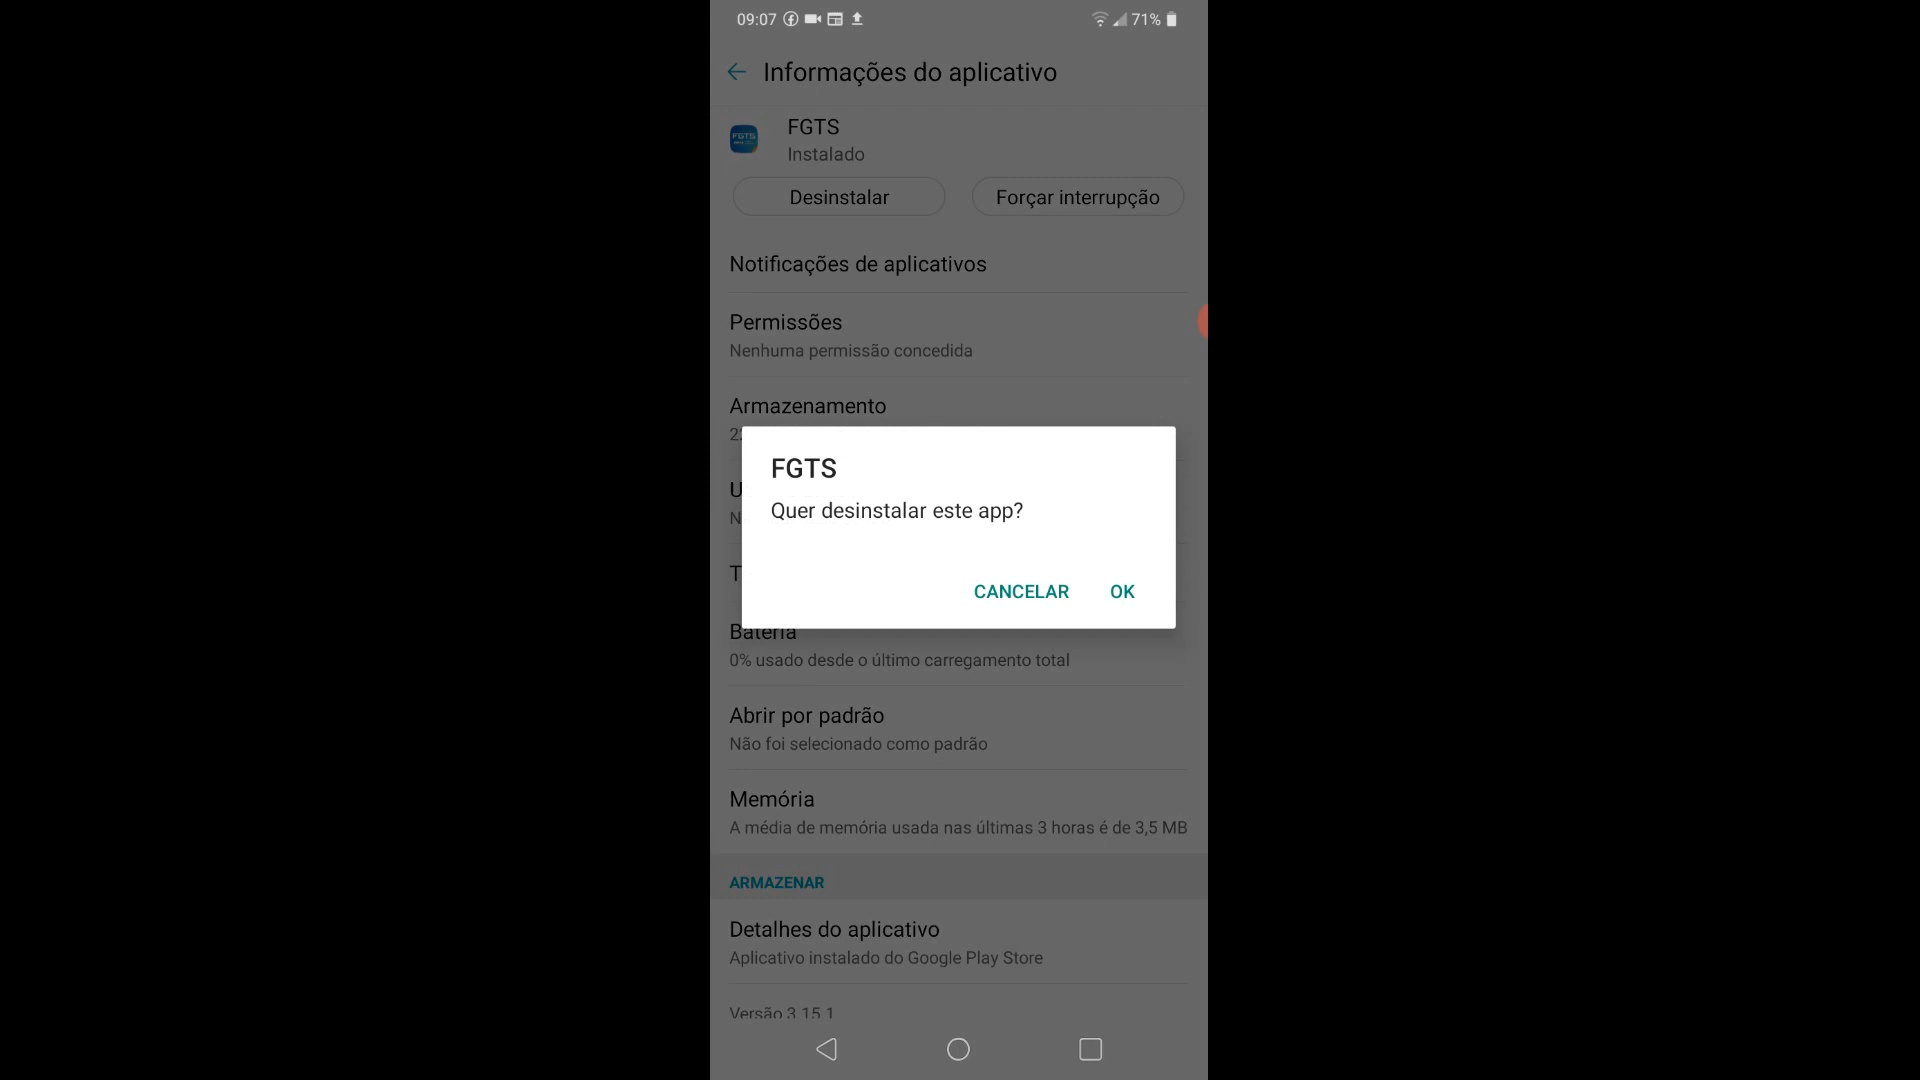 09:07 71%
Informações do aplicativo
FGTS
FGTS
Instalado
Desinstalar Forçar interrupção
Notificações de aplicativos
Permissões
Nenhuma permissão concedida
Armazenamento
FGTS
Quer desinstalar este app?
CANCELAR OK
Bateria
0% usado desde o último carregamento total
Abrir por padrão
Não foi selecionado como padrão
Memória
A média de memória usada nas últimas 3 horas é de 3,5 MB
ARMAZENAR
Detalhes do aplicativo
Aplicativo instalado do Google Play Store
Versão 3.15.1